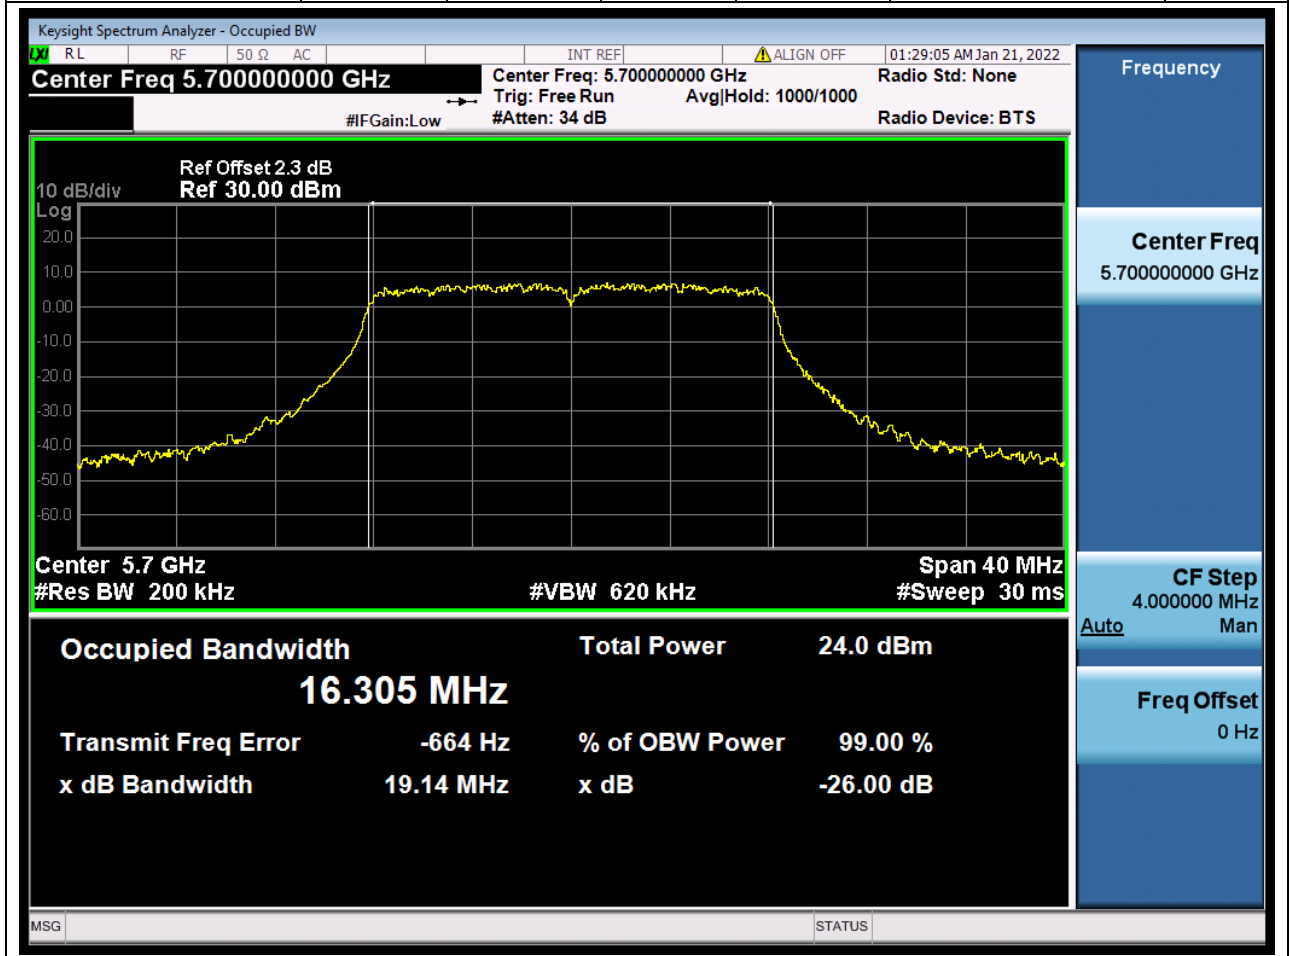 Keysight Spectrum Analyzer - Occupied BW
LXI RL RF 50 Ω AC INT REF ALIGN OFF 01:29:05 AM Jan 21, 2022
Center Freq 5.700000000 GHz
Center Freq: 5.700000000 GHz Radio Std: None
Trig: Free Run Avg|Hold: 1000/1000
#IFGain:Low #Atten: 34 dB Radio Device: BTS
Ref Offset 2.3 dB
10 dB/div Ref 30.00 dBm
Log
20.0
10.0
0.00
-10.0
-20.0
-30.0
-40.0
-50.0
-60.0
Center 5.7 GHz Span 40 MHz
#Res BW 200 kHz #VBW 620 kHz #Sweep 30 ms
Occupied Bandwidth Total Power 24.0 dBm
16.305 MHz
Transmit Freq Error -664 Hz % of OBW Power 99.00 %
x dB Bandwidth 19.14 MHz x dB -26.00 dB
Frequency
Center Freq
5.700000000 GHz
CF Step
4.000000 MHz
Auto Man
Freq Offset
0 Hz
MSG STATUS